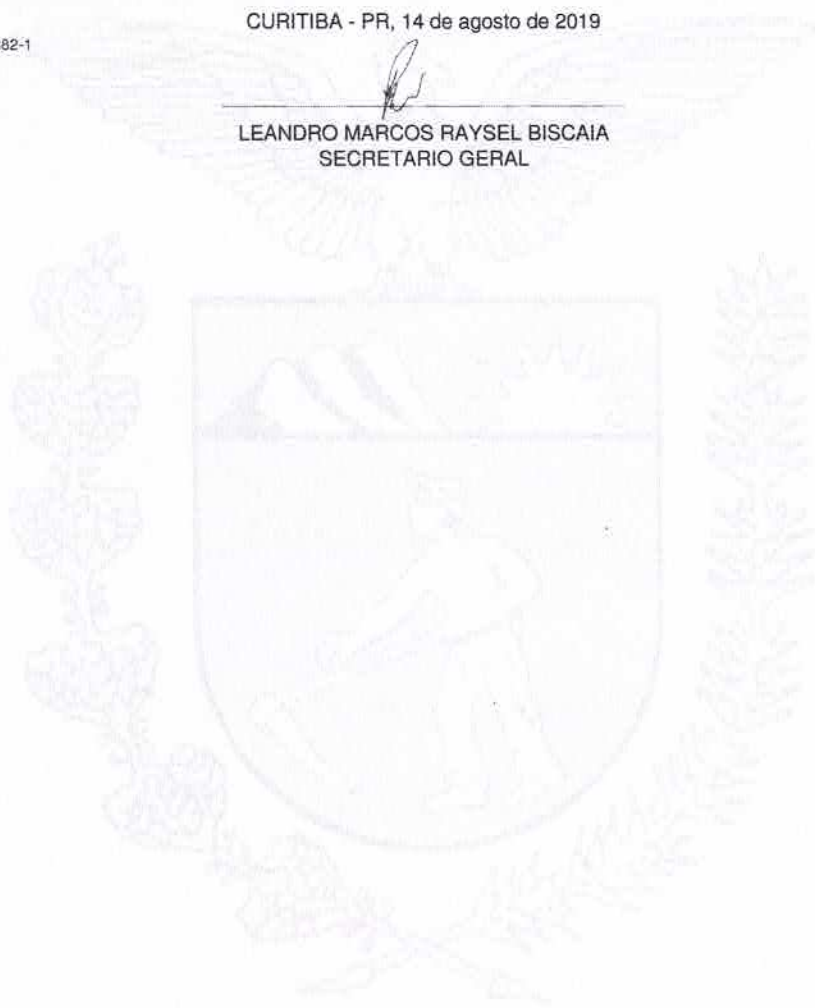 CURITIBA - PR, 14 de agosto de 2019
82-1
LEANDRO MARCOS RAYSEL BISCAIA
SECRETARIO GERAL